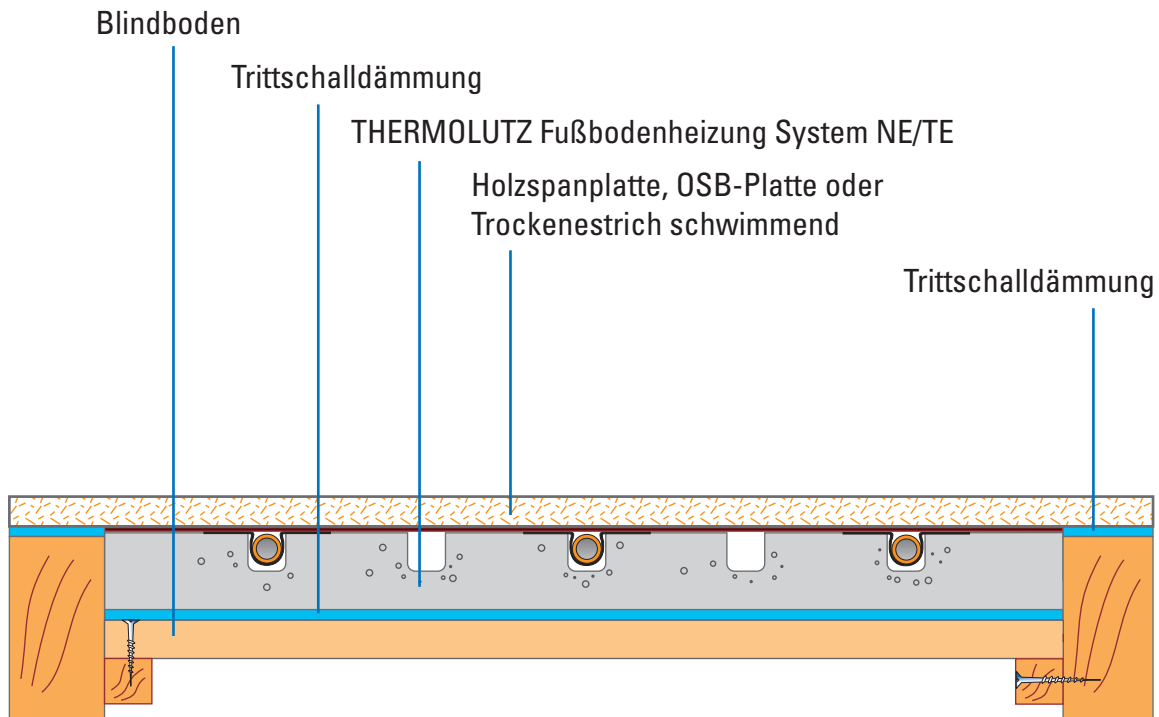 Blindboden
Trittschalldämmung
THERMOLUTZ Fußbodenheizung System NE/TE
Holzspanplatte, OSB-Platte oder
Trockenestrich schwimmend
Trittschalldämmung